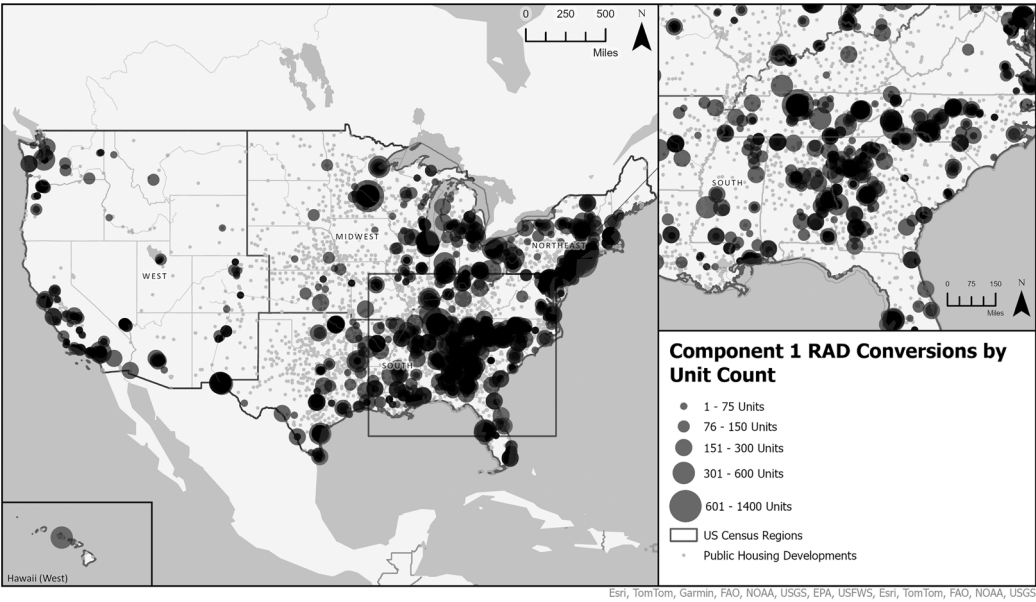 0 250 500
Miles
N
MIDWEST
NORTHEAST
WEST
SOUTH
Hawaii (West)
SOUTH
0 75 150
Miles
N
Component 1 RAD Conversions by
Unit Count
1 - 75 Units
76 - 150 Units
151 - 300 Units
301 - 600 Units
601 - 1400 Units
US Census Regions
Public Housing Developments
Esri, TomTom, Garmin, FAO, NOAA, USGS, EPA, USFWS, Esri, TomTom, FAO, NOAA, USGS